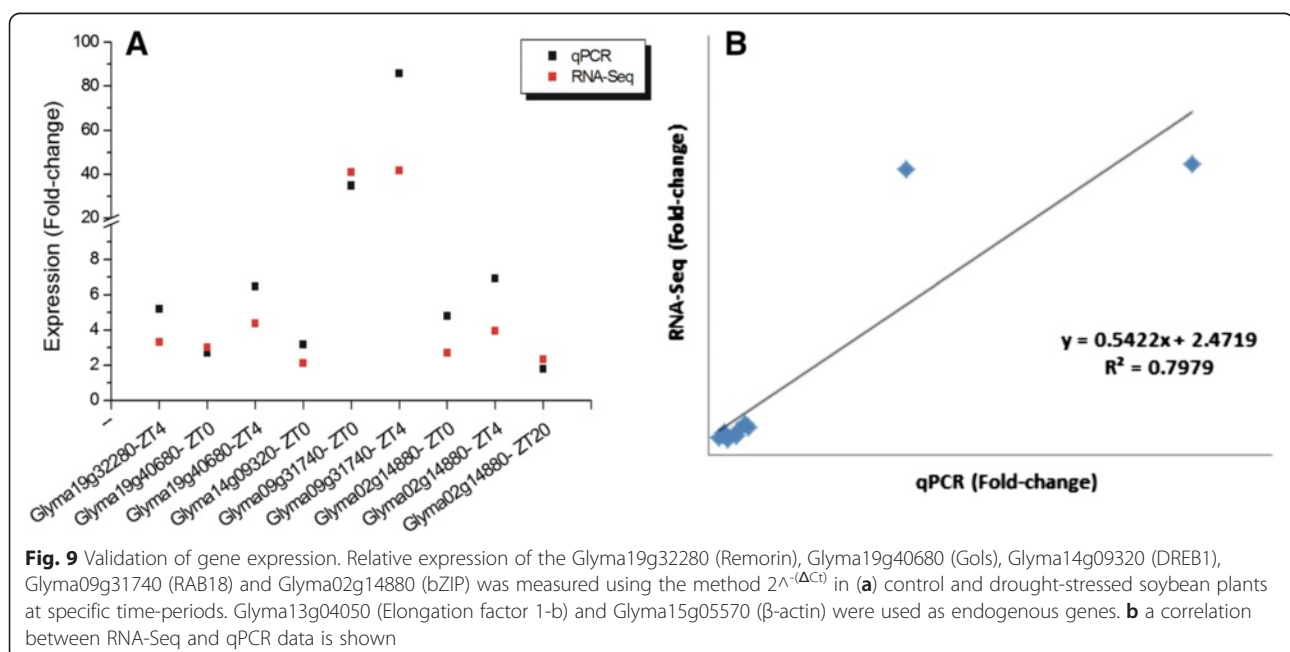 A
qPCR
RNA-Seq
Expression (Fold-change)
100
80
60
40
20
8
6
4
2
0
--
Glyma19g32280-ZT4
Glyma19g40680- ZT0
Glyma19g40680-ZT4
Glyma14g09320- ZT0
Glyma09g31740- ZT0
Glyma09g31740- ZT4
Glyma02g14880- ZT0
Glyma02g14880- ZT4
Glyma02g14880- ZT20
B
RNA-Seq (Fold-change)
y = 0.5422x + 2.4719
R² = 0.7979
qPCR (Fold-change)
Fig. 9 Validation of gene expression. Relative expression of the Glyma19g32280 (Remorin), Glyma19g40680 (Gols), Glyma14g09320 (DREB1),
Glyma09g31740 (RAB18) and Glyma02g14880 (bZIP) was measured using the method 2^-(ΔCt) in (a) control and drought-stressed soybean plants
at specific time-periods. Glyma13g04050 (Elongation factor 1-b) and Glyma15g05570 (β-actin) were used as endogenous genes. b a correlation
between RNA-Seq and qPCR data is shown